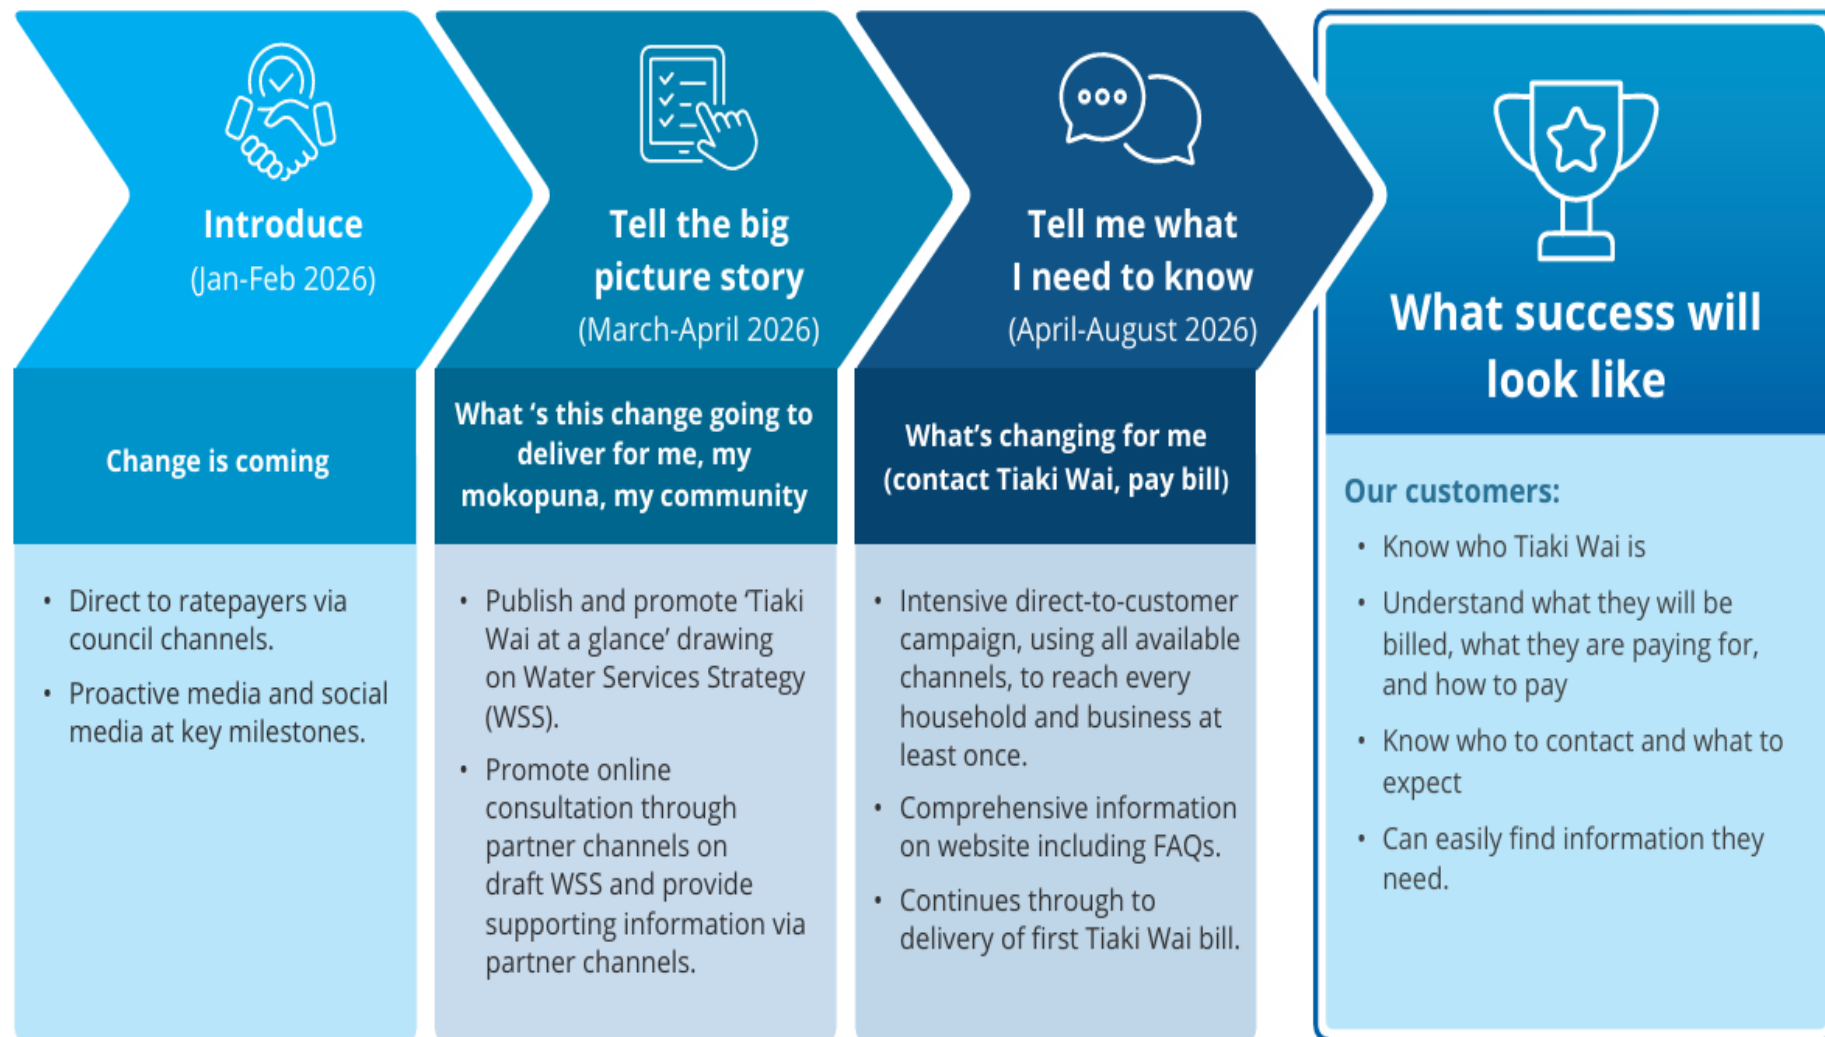 Introduce
(Jan-Feb 2026)
Change is coming
• Direct to ratepayers via
council channels.
• Proactive media and social
media at key milestones.
Tell the big
picture story
(March-April 2026)
What ‘s this change going to
deliver for me, my
mokopuna, my community
• Publish and promote ‘Tiaki
Wai at a glance’ drawing
on Water Services Strategy
(WSS).
• Promote online
consultation through
partner channels on
draft WSS and provide
supporting information via
partner channels.
Tell me what
I need to know
(April-August 2026)
What’s changing for me
(contact Tiaki Wai, pay bill)
• Intensive direct-to-customer
campaign, using all available
channels, to reach every
household and business at
least once.
• Comprehensive information
on website including FAQs.
• Continues through to
delivery of first Tiaki Wai bill.
What success will
look like
Our customers:
• Know who Tiaki Wai is
• Understand what they will be
billed, what they are paying for,
and how to pay
• Know who to contact and what to
expect
• Can easily find information they
need.